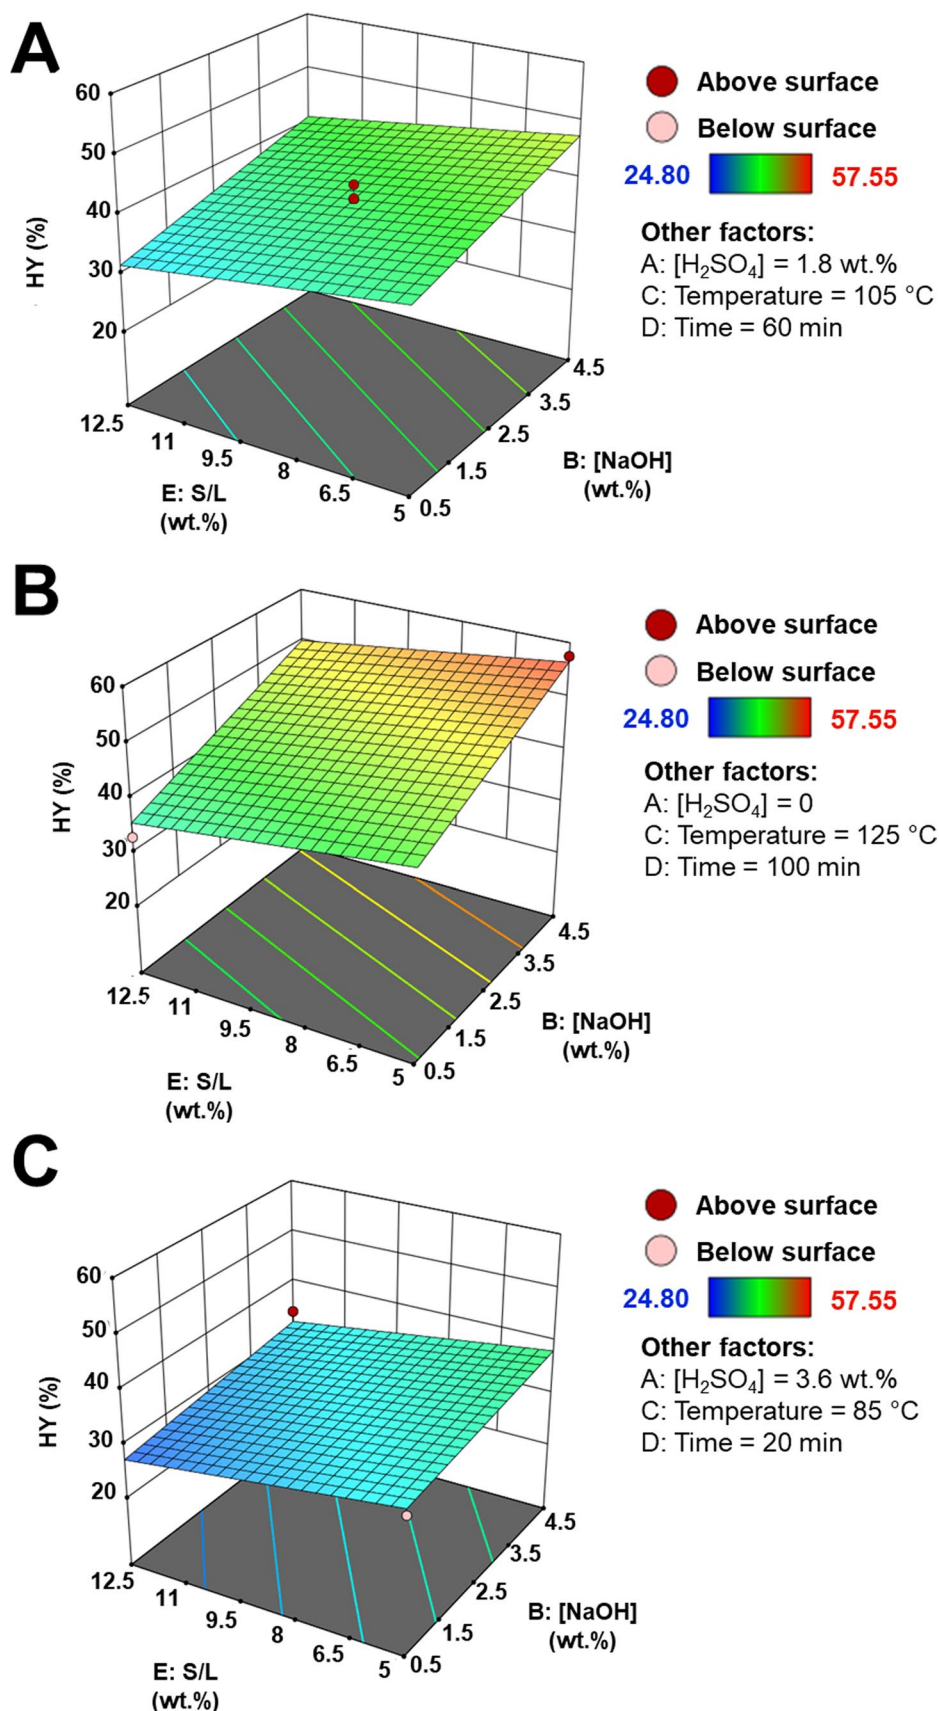 A
60
50
40
30
20
HY (%)
12.5
11
9.5
8
6.5
5
E: S/L
(wt.%)
0.5
1.5
2.5
3.5
4.5
B: [NaOH]
(wt.%)
Above surface
Below surface
24.80 57.55
Other factors:
A: [H₂SO₄] = 1.8 wt.%
C: Temperature = 105 °C
D: Time = 60 min
B
60
50
40
30
20
HY (%)
12.5
11
9.5
8
6.5
5
E: S/L
(wt.%)
0.5
1.5
2.5
3.5
4.5
B: [NaOH]
(wt.%)
Above surface
Below surface
24.80 57.55
Other factors:
A: [H₂SO₄] = 0
C: Temperature = 125 °C
D: Time = 100 min
C
60
50
40
30
20
HY (%)
12.5
11
9.5
8
6.5
5
E: S/L
(wt.%)
0.5
1.5
2.5
3.5
4.5
B: [NaOH]
(wt.%)
Above surface
Below surface
24.80 57.55
Other factors:
A: [H₂SO₄] = 3.6 wt.%
C: Temperature = 85 °C
D: Time = 20 min